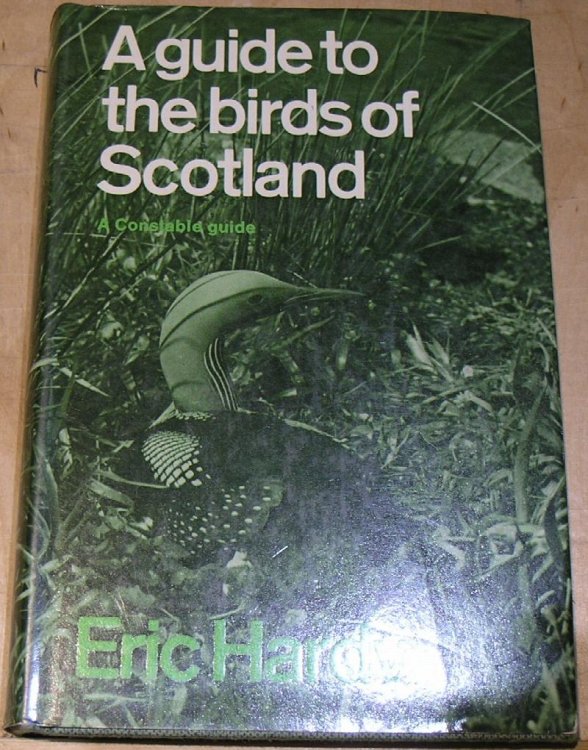 A guide to
the birds of
Scotland
A Constable guide
Eric Hardy